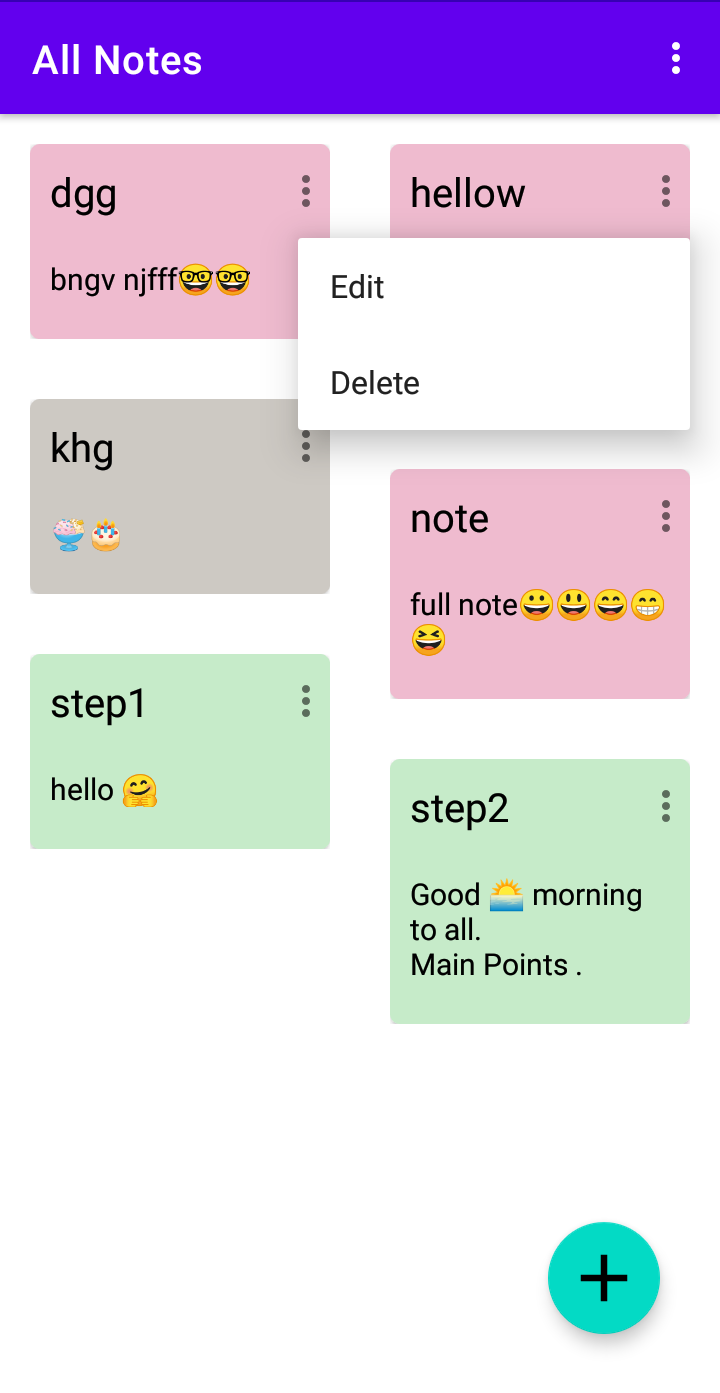 All Notes
dgg
bngv njfff🤓🤓
hellow
Edit
Delete
khg
🍨🎂
note
full note😀😃😄😁
😆
step1
hello 🤗
step2
Good 🌅 morning
to all.
Main Points .